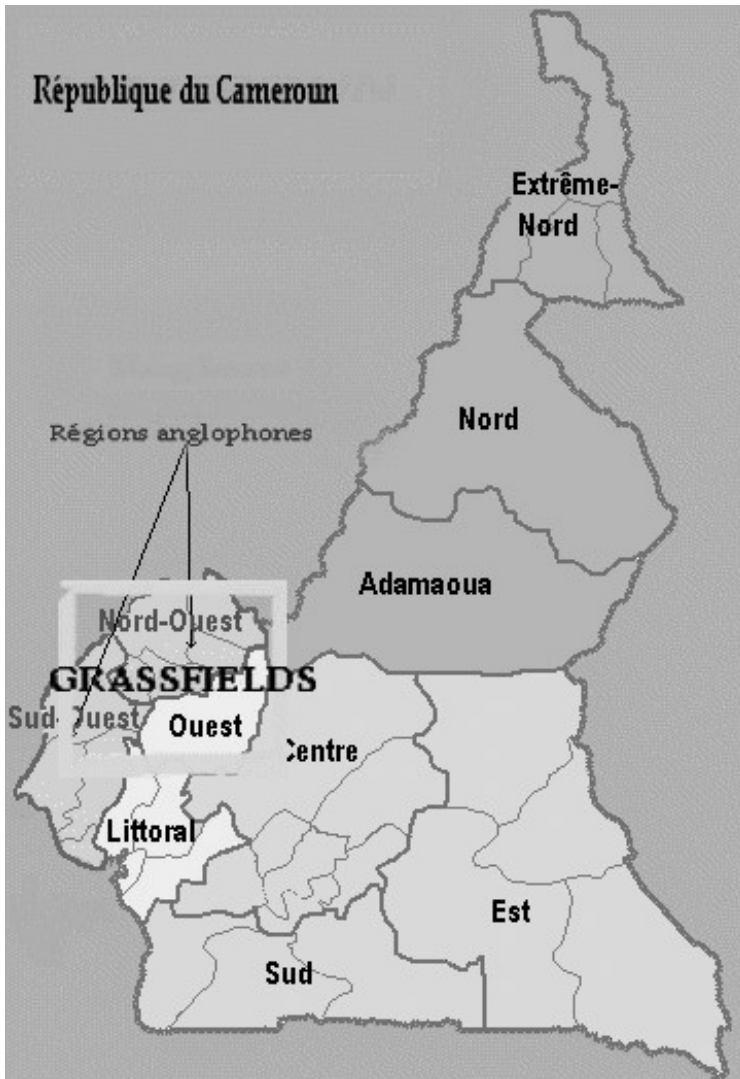 République du Cameroun
Extrême-
Nord
Nord
Régions anglophones
Adamaoua
Nord-Ouest
GRASSFIELDS
Sud-Ouest
Ouest
Centre
Littoral
Est
Sud